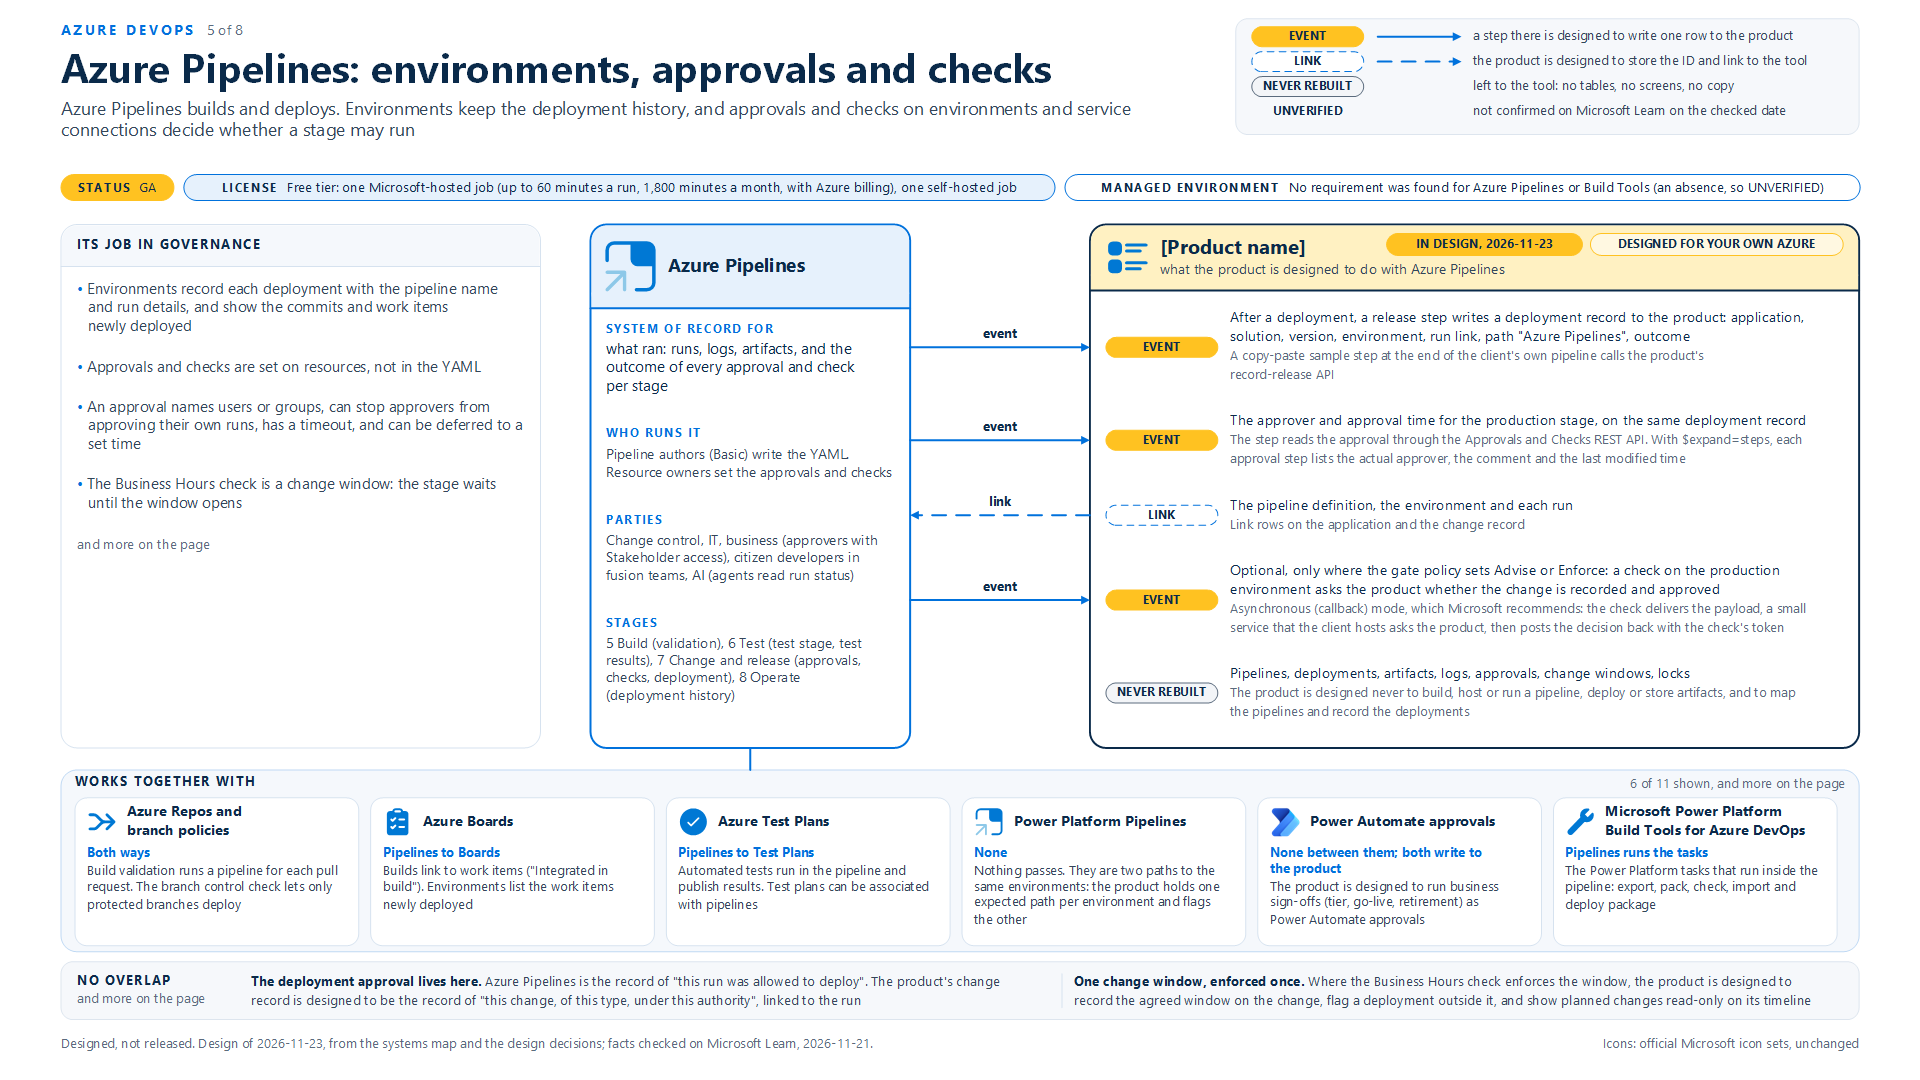 AZURE DEVOPS 5 of 8
Azure Pipelines: environments, approvals and checks
Azure Pipelines builds and deploys. Environments keep the deployment history, and approvals and checks on environments and service
connections decide whether a stage may run
EVENT a step there is designed to write one row to the product
LINK the product is designed to store the ID and link to the tool
NEVER REBUILT left to the tool: no tables, no screens, no copy
UNVERIFIED not confirmed on Microsoft Learn on the checked date
STATUS GA
LICENSE Free tier: one Microsoft-hosted job (up to 60 minutes a run, 1,800 minutes a month, with Azure billing), one self-hosted job
MANAGED ENVIRONMENT No requirement was found for Azure Pipelines or Build Tools (an absence, so UNVERIFIED)
ITS JOB IN GOVERNANCE
• Environments record each deployment with the pipeline name
and run details, and show the commits and work items
newly deployed
• Approvals and checks are set on resources, not in the YAML
• An approval names users or groups, can stop approvers from
approving their own runs, has a timeout, and can be deferred to a
set time
• The Business Hours check is a change window: the stage waits
until the window opens
and more on the page
Azure Pipelines
SYSTEM OF RECORD FOR
what ran: runs, logs, artifacts, and the
outcome of every approval and check
per stage
WHO RUNS IT
Pipeline authors (Basic) write the YAML.
Resource owners set the approvals and checks
PARTIES
Change control, IT, business (approvers with
Stakeholder access), citizen developers in
fusion teams, AI (agents read run status)
STAGES
5 Build (validation), 6 Test (test stage, test
results), 7 Change and release (approvals,
checks, deployment), 8 Operate
(deployment history)
event
event
link
event
[Product name]
IN DESIGN, 2026-11-23
DESIGNED FOR YOUR OWN AZURE
what the product is designed to do with Azure Pipelines
EVENT
After a deployment, a release step writes a deployment record to the product: application,
solution, version, environment, run link, path "Azure Pipelines", outcome
A copy-paste sample step at the end of the client's own pipeline calls the product's
record-release API
EVENT
The approver and approval time for the production stage, on the same deployment record
The step reads the approval through the Approvals and Checks REST API. With $expand=steps, each
approval step lists the actual approver, the comment and the last modified time
LINK
The pipeline definition, the environment and each run
Link rows on the application and the change record
EVENT
Optional, only where the gate policy sets Advise or Enforce: a check on the production
environment asks the product whether the change is recorded and approved
Asynchronous (callback) mode, which Microsoft recommends: the check delivers the payload, a small
service that the client hosts asks the product, then posts the decision back with the check's token
NEVER REBUILT
Pipelines, deployments, artifacts, logs, approvals, change windows, locks
The product is designed never to build, host or run a pipeline, deploy or store artifacts, and to map
the pipelines and record the deployments
WORKS TOGETHER WITH
6 of 11 shown, and more on the page
Azure Repos and
branch policies
Both ways
Build validation runs a pipeline for each pull
request. The branch control check lets only
protected branches deploy
Azure Boards
Pipelines to Boards
Builds link to work items ("Integrated in
build"). Environments list the work items
newly deployed
Azure Test Plans
Pipelines to Test Plans
Automated tests run in the pipeline and
publish results. Test plans can be associated
with pipelines
Power Platform Pipelines
None
Nothing passes. They are two paths to the
same environments: the product holds one
expected path per environment and flags
the other
Power Automate approvals
None between them; both write to
the product
The product is designed to run business
sign-offs (tier, go-live, retirement) as
Power Automate approvals
Microsoft Power Platform
Build Tools for Azure DevOps
Pipelines runs the tasks
The Power Platform tasks that run inside the
pipeline: export, pack, check, import and
deploy package
NO OVERLAP
and more on the page
The deployment approval lives here. Azure Pipelines is the record of "this run was allowed to deploy". The product's change
record is designed to be the record of "this change, of this type, under this authority", linked to the run
One change window, enforced once. Where the Business Hours check enforces the window, the product is designed to
record the agreed window on the change, flag a deployment outside it, and show planned changes read-only on its timeline
Designed, not released. Design of 2026-11-23, from the systems map and the design decisions; facts checked on Microsoft Learn, 2026-11-21.
Icons: official Microsoft icon sets, unchanged